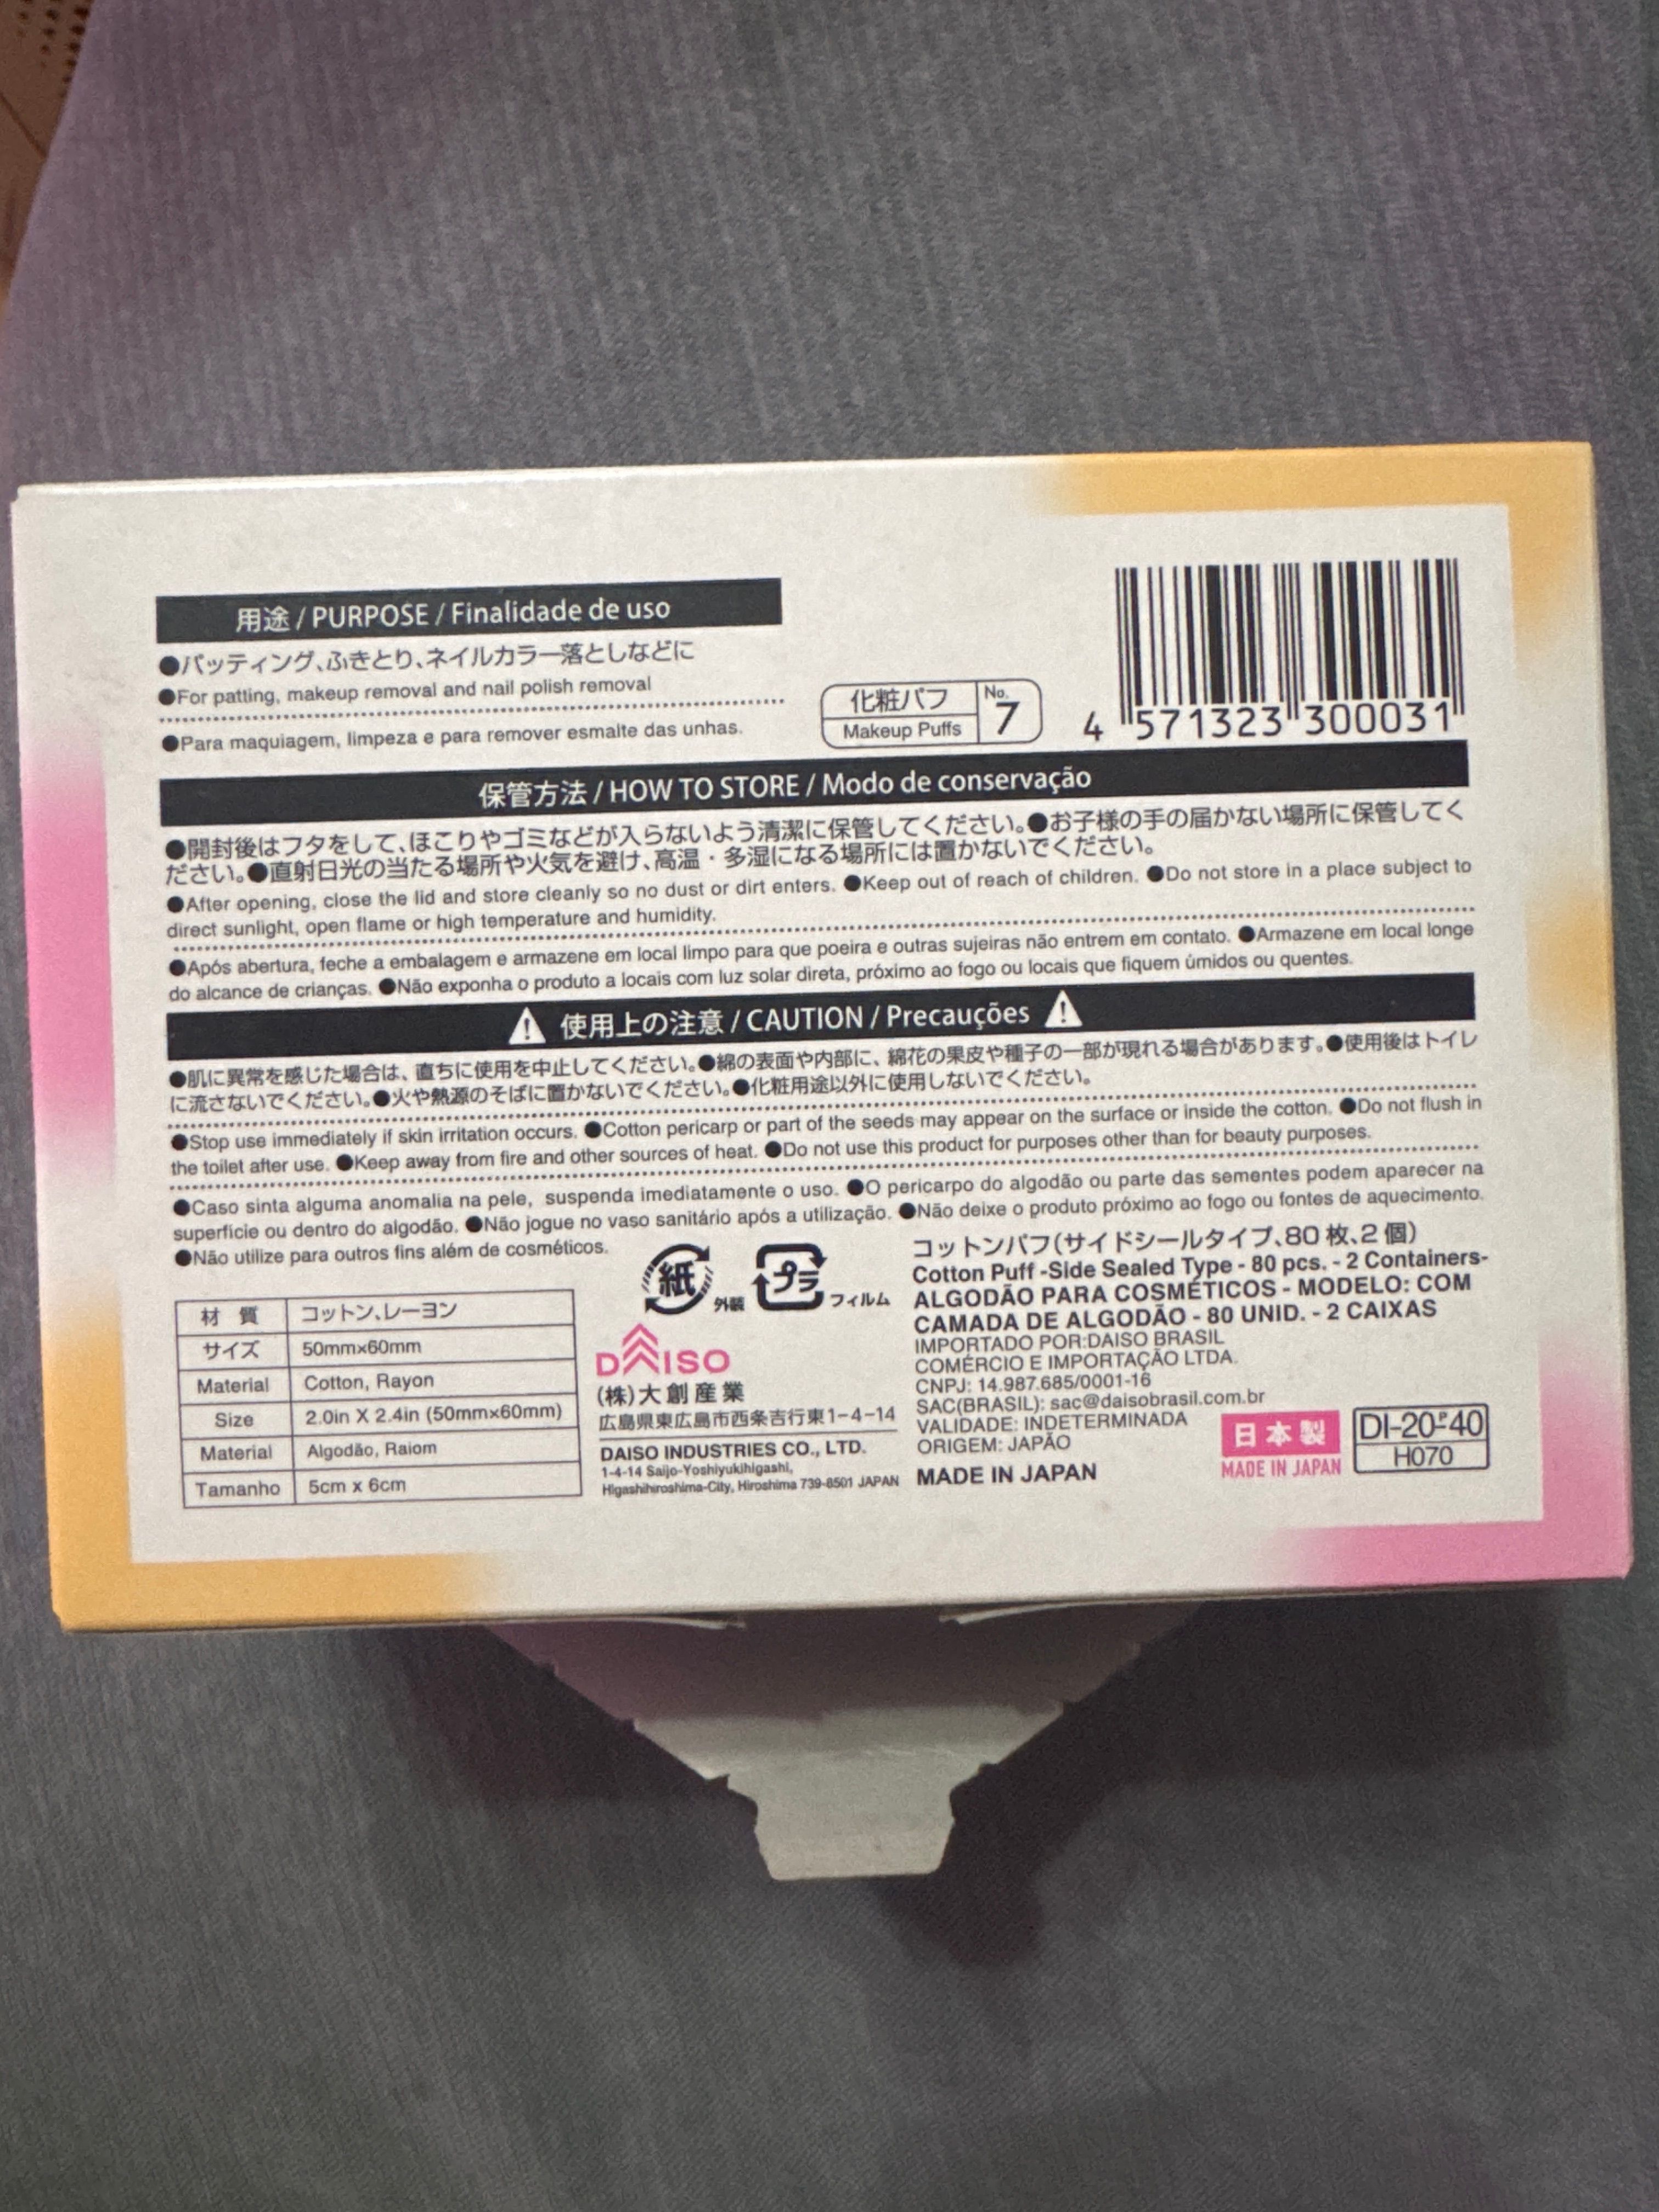 用途 / PURPOSE / Finalidade de uso
●パッティング、ふきとり、ネイルカラー落としなどに
●For patting, makeup removal and nail polish removal
●Para maquiagem, limpeza e para remover esmalte das unhas.
化粧パフ
Makeup Puffs
No.
7
4 571323 300031
保管方法 / HOW TO STORE / Modo de conservação
●開封後はフタをして、ほこりやゴミなどが入らないよう清潔に保管してください。●お子様の手の届かない場所に保管してく
ださい。●直射日光の当たる場所や火気を避け、高温・多湿になる場所には置かないでください。
●After opening, close the lid and store cleanly so no dust or dirt enters. ●Keep out of reach of children. ●Do not store in a place subject to
direct sunlight, open flame or high temperature and humidity.
●Após abertura, feche a embalagem e armazene em local limpo para que poeira e outras sujeiras não entrem em contato. ●Armazene em local longe
do alcance de crianças. ●Não exponha o produto a locais com luz solar direta, próximo ao fogo ou locais que fiquem úmidos ou quentes.
使用上の注意 / CAUTION / Precauções
●肌に異常を感じた場合は、直ちに使用を中止してください。●綿の表面や内部に、綿花の果皮や種子の一部が現れる場合があります。●使用後はトイレ
に流さないでください。●火や熱源のそばに置かないでください。●化粧用途以外に使用しないでください。
●Stop use immediately if skin irritation occurs. ●Cotton pericarp or part of the seeds may appear on the surface or inside the cotton. ●Do not flush in
the toilet after use. ●Keep away from fire and other sources of heat. ●Do not use this product for purposes other than for beauty purposes.
●Caso sinta alguma anomalia na pele, suspenda imediatamente o uso. ●O pericarpo do algodão ou parte das sementes podem aparecer na
superfície ou dentro do algodão. ●Não jogue no vaso sanitário após a utilização. ●Não deixe o produto próximo ao fogo ou fontes de aquecimento.
●Não utilize para outros fins além de cosméticos.
材 質 コットン、レーヨン
サイズ 50mm×60mm
Material Cotton, Rayon
Size 2.0in X 2.4in (50mm×60mm)
Material Algodão, Raiom
Tamanho 5cm x 6cm
紙 外装
プラ フィルム
DAISO
(株)大創産業
広島県東広島市西条吉行東1-4-14
DAISO INDUSTRIES CO., LTD.
1-4-14 Saijo-Yoshiyukihigashi,
Higashihiroshima-City, Hiroshima 739-8501 JAPAN
コットンパフ(サイドシールタイプ、80枚、2個)
Cotton Puff -Side Sealed Type - 80 pcs. - 2 Containers-
ALGODÃO PARA COSMÉTICOS - MODELO: COM
CAMADA DE ALGODÃO - 80 UNID. - 2 CAIXAS
IMPORTADO POR:DAISO BRASIL
COMÉRCIO E IMPORTAÇÃO LTDA.
CNPJ: 14.987.685/0001-16
SAC(BRASIL): sac@daisobrasil.com.br
VALIDADE: INDETERMINADA
ORIGEM: JAPÃO
MADE IN JAPAN
日本製
MADE IN JAPAN
DI-20-P-40
H070